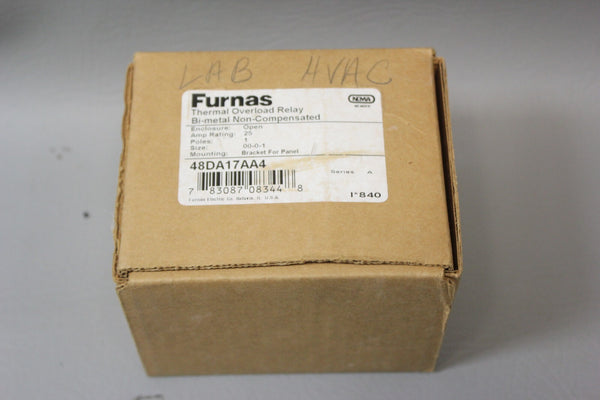 LAB HVAC
Furnas
NEMA
Thermal Overload Relay
Bi-metal Non-Compensated
Enclosure: Open
Amp Rating: 25
Poles: 1
Size: 00-0-1
Mounting: Bracket For Panel
48DA17AA4
Series A
7 83087 08344 8
Furnas Electric Co. Batavia, IL U.S.A.
1*840